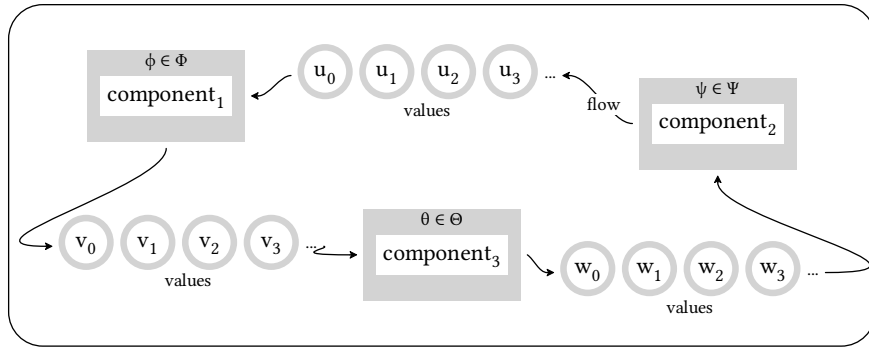 ϕ ∈ Φ
component₁
u₀ u₁ u₂ u₃ ...
values
flow
ψ ∈ Ψ
component₂
v₀ v₁ v₂ v₃ ...
values
θ ∈ Θ
component₃
w₀ w₁ w₂ w₃ ...
values